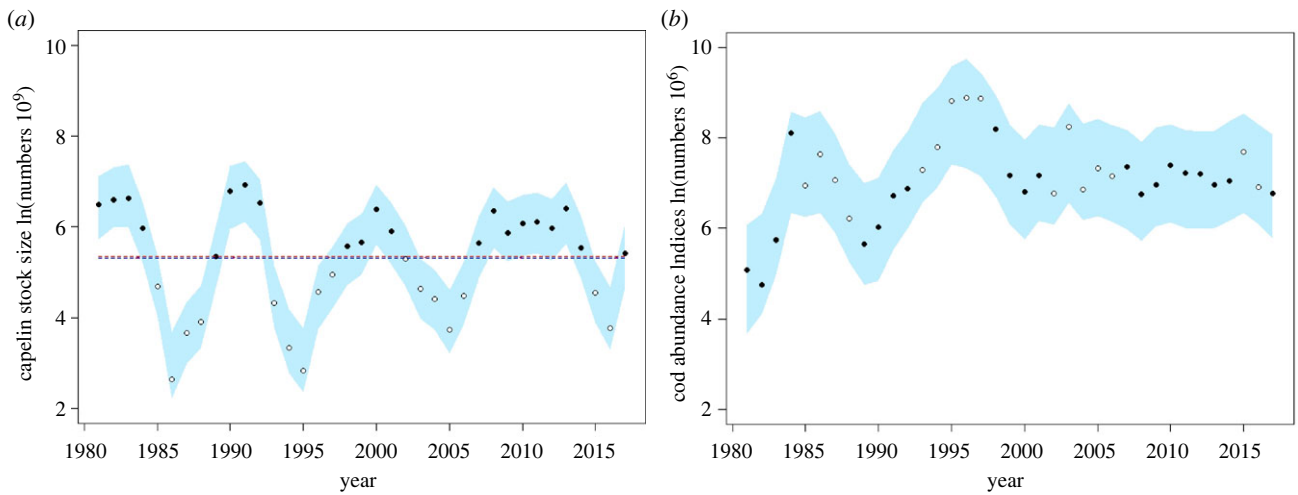 (a)
capelin stock size ln(numbers 10⁹)
10
8
6
4
2
1980 1985 1990 1995 2000 2005 2010 2015
year
(b)
cod abundance lndices ln(numbers 10⁶)
10
8
6
4
2
1980 1985 1990 1995 2000 2005 2010 2015
year